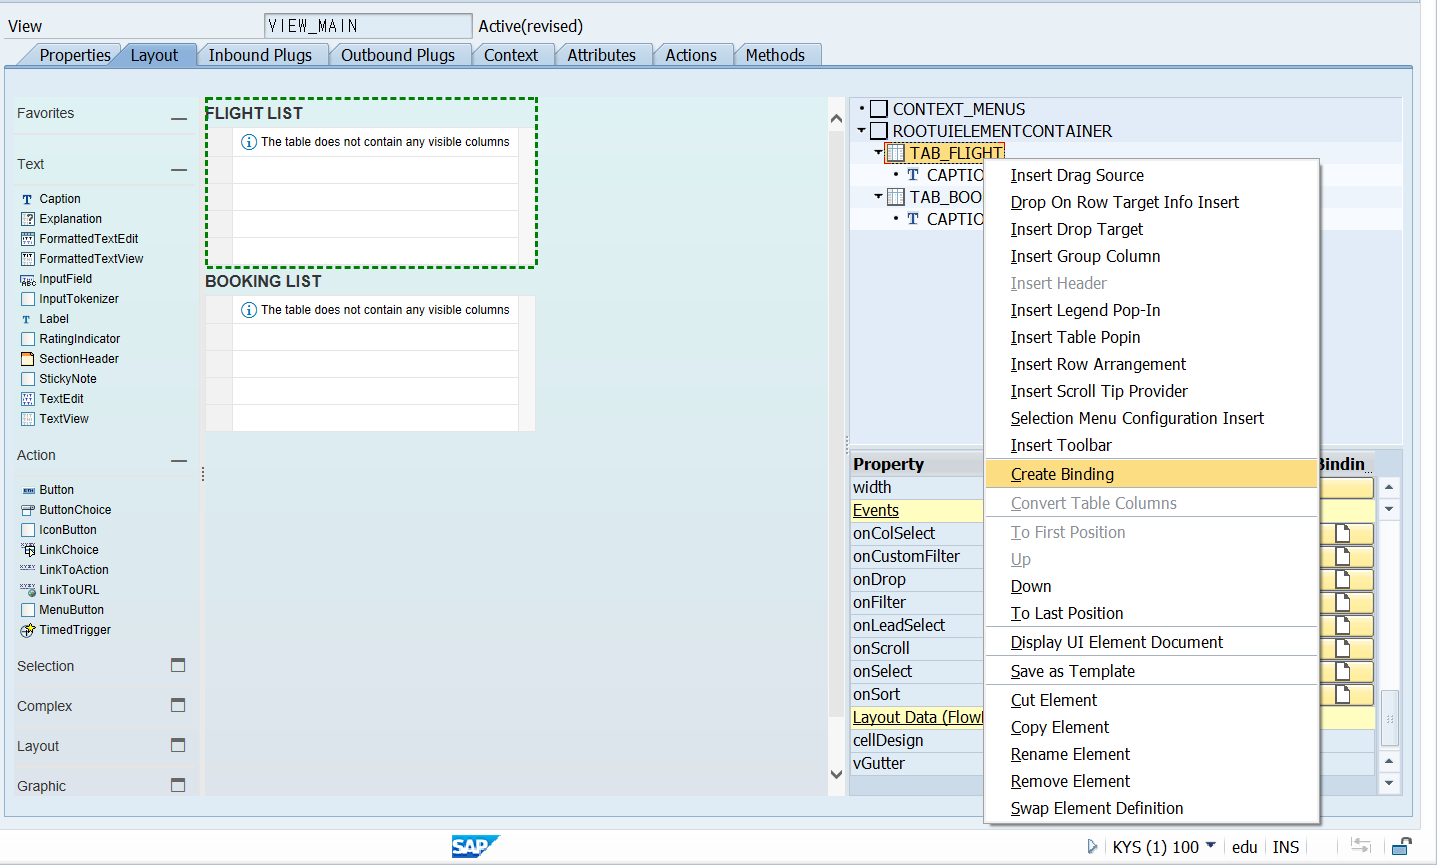 View VIEW_MAIN Active(revised)
Properties Layout Inbound Plugs Outbound Plugs Context Attributes Actions Methods
Favorites
Text
Caption
Explanation
FormattedTextEdit
FormattedTextView
InputField
InputTokenizer
Label
RatingIndicator
SectionHeader
StickyNote
TextEdit
TextView
Action
Button
ButtonChoice
IconButton
LinkChoice
LinkToAction
LinkToURL
MenuButton
TimedTrigger
Selection
Complex
Layout
Graphic
FLIGHT LIST
The table does not contain any visible columns
BOOKING LIST
The table does not contain any visible columns
CONTEXT_MENUS
ROOTUIELEMENTCONTAINER
TAB_FLIGHT
CAPTIO
TAB_BOO
CAPTIO
Insert Drag Source
Drop On Row Target Info Insert
Insert Drop Target
Insert Group Column
Insert Header
Insert Legend Pop-In
Insert Table Popin
Insert Row Arrangement
Insert Scroll Tip Provider
Selection Menu Configuration Insert
Insert Toolbar
Create Binding
Convert Table Columns
To First Position
Up
Down
To Last Position
Display UI Element Document
Save as Template
Cut Element
Copy Element
Rename Element
Remove Element
Swap Element Definition
Property Bindin...
width
Events
onColSelect
onCustomFilter
onDrop
onFilter
onLeadSelect
onScroll
onSelect
onSort
Layout Data (Flow
cellDesign
vGutter
SAP KYS (1) 100 edu INS